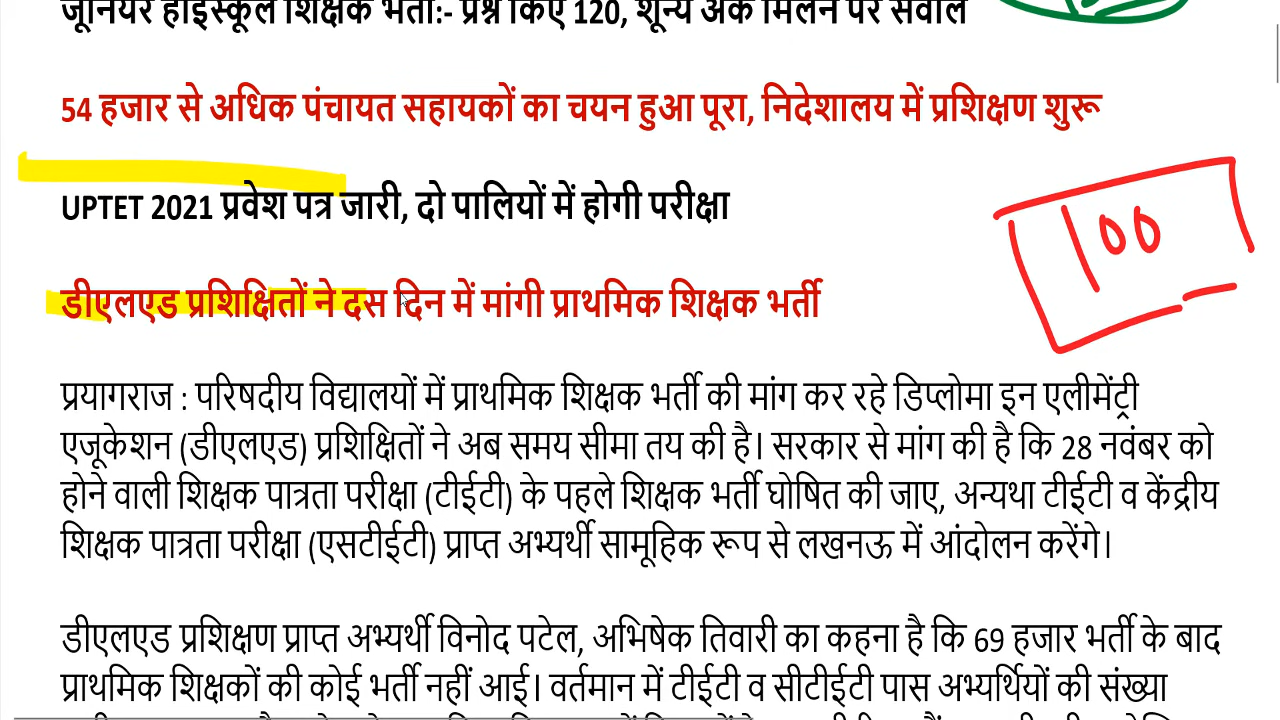 जूनियर हाईस्कूल शिक्षक भर्ती:- प्रश्न किए 120, शून्य अंक मिलने पर सवाल
54 हजार से अधिक पंचायत सहायकों का चयन हुआ पूरा, निदेशालय में प्रशिक्षण शुरू
UPTET 2021 प्रवेश पत्र जारी, दो पालियों में होगी परीक्षा
100
डीएलएड प्रशिक्षितों ने दस दिन में मांगी प्राथमिक शिक्षक भर्ती
प्रयागराज : परिषदीय विद्यालयों में प्राथमिक शिक्षक भर्ती की मांग कर रहे डिप्लोमा इन एलीमेंट्री
एजूकेशन (डीएलएड) प्रशिक्षितों ने अब समय सीमा तय की है। सरकार से मांग की है कि 28 नवंबर को
होने वाली शिक्षक पात्रता परीक्षा (टीईटी) के पहले शिक्षक भर्ती घोषित की जाए, अन्यथा टीईटी व केंद्रीय
शिक्षक पात्रता परीक्षा (एसटीईटी) प्राप्त अभ्यर्थी सामूहिक रूप से लखनऊ में आंदोलन करेंगे।
डीएलएड प्रशिक्षण प्राप्त अभ्यर्थी विनोद पटेल, अभिषेक तिवारी का कहना है कि 69 हजार भर्ती के बाद
प्राथमिक शिक्षकों की कोई भर्ती नहीं आई। वर्तमान में टीईटी व सीटीईटी पास अभ्यर्थियों की संख्या